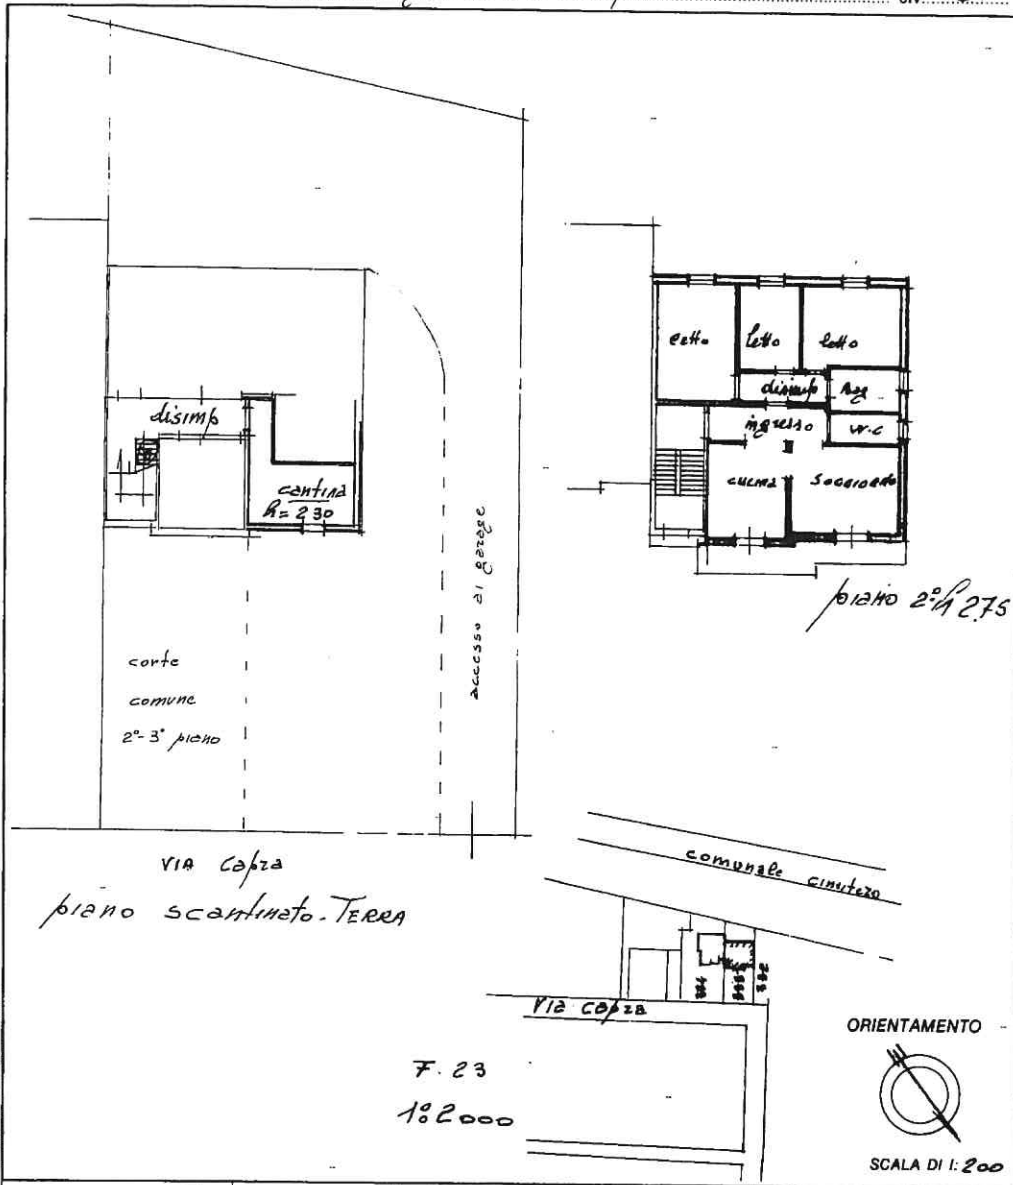 disimp
cantina
h= 230
accesso al garage
corte
comune
2°-3° piano
VIA Capra
piano scantinato-TERRA
letto
letto
letto
disimp
ingresso
w.c
cucina
soggiorno
piano 2° h 2.75
comunale cimitero
VIA Capra
F. 23
1:2000
ORIENTAMENTO
SCALA DI 1: 200